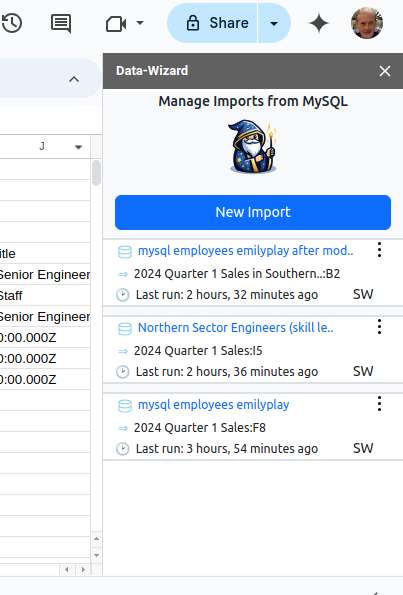 Share
Data-Wizard
Manage Imports from MySQL
J
New Import
mysql employees emilyplay after mod..
2024 Quarter 1 Sales in Southern..:B2
Last run: 2 hours, 32 minutes ago SW
Northern Sector Engineers (skill le..
2024 Quarter 1 Sales:I5
Last run: 2 hours, 36 minutes ago SW
mysql employees emilyplay
2024 Quarter 1 Sales:F8
Last run: 3 hours, 54 minutes ago SW
itle
Senior Engineer
Staff
Senior Engineer
0:00.000Z
0:00.000Z
0:00.000Z